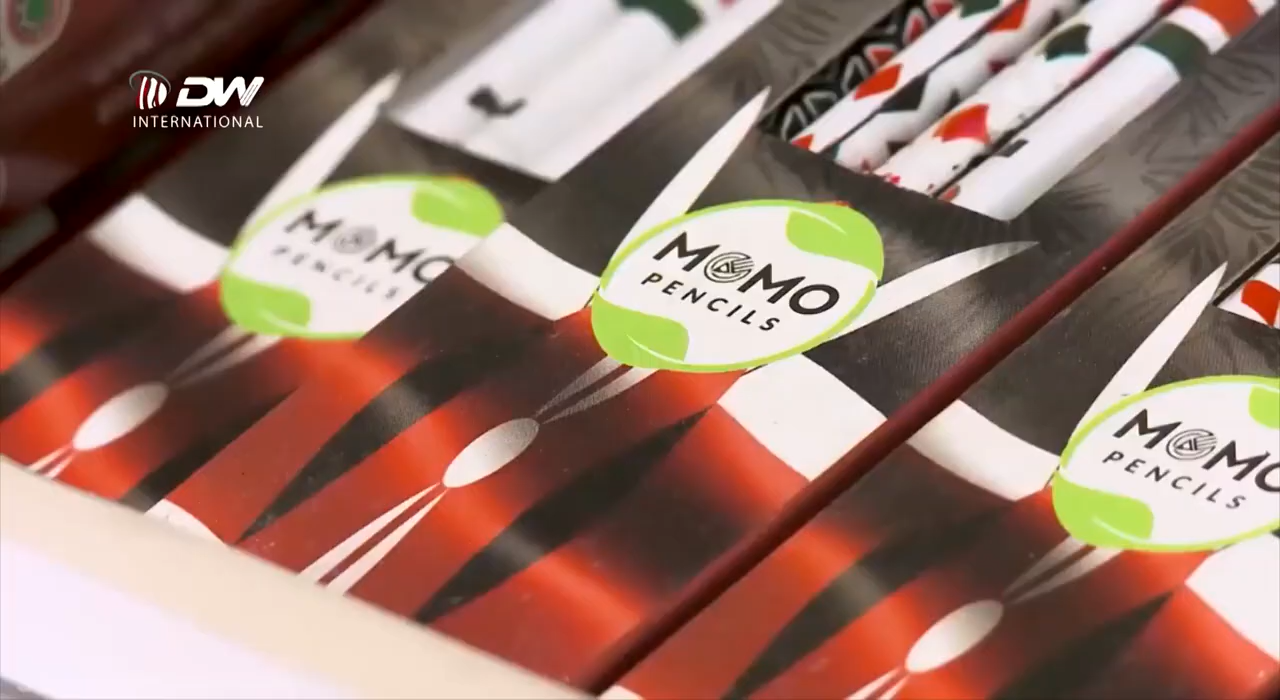 DW
INTERNATIONAL
MOMO
PENCILS
MOMO
PENCILS
MOMO
PENCILS